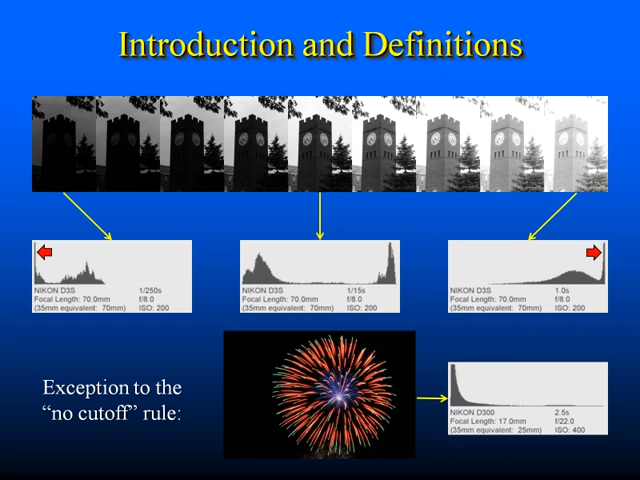 Introduction and Definitions
NIKON D3S 1/250s
Focal Length: 70.0mm f/8.0
(35mm equivalent: 70mm) ISO: 200
NIKON D3S 1/15s
Focal Length: 70.0mm f/8.0
(35mm equivalent: 70mm) ISO: 200
NIKON D3S 1.0s
Focal Length: 70.0mm f/8.0
(35mm equivalent: 70mm) ISO: 200
Exception to the
“no cutoff” rule:
NIKON D300 2.5s
Focal Length: 17.0mm f/22.0
(35mm equivalent: 25mm) ISO: 400